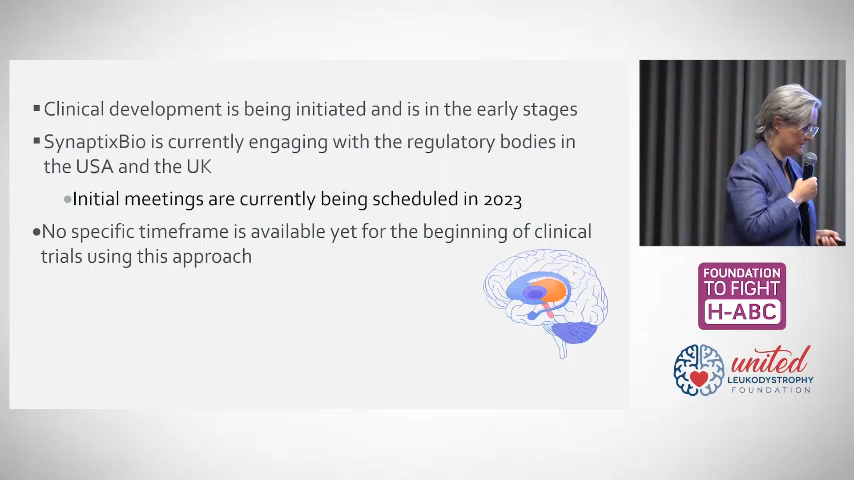 ▪Clinical development is being initiated and is in the early stages
▪SynaptixBio is currently engaging with the regulatory bodies in
the USA and the UK
●Initial meetings are currently being scheduled in 2023
●No specific timeframe is available yet for the beginning of clinical
trials using this approach
FOUNDATION
TO FIGHT
H-ABC
united
LEUKODYSTROPHY
FOUNDATION